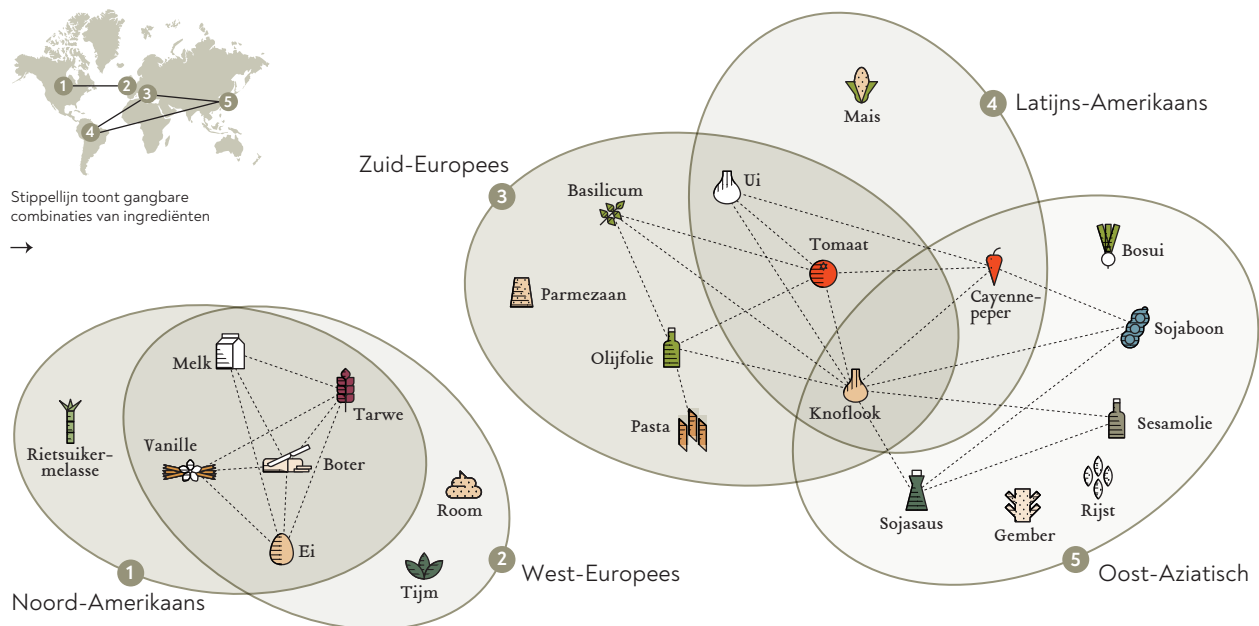 1
2
3
4
5
Stippellijn toont gangbare
combinaties van ingrediënten
→
4 Latijns-Amerikaans
Mais
Zuid-Europees
3
Basilicum
Ui
Tomaat
Parmezaan
Olijfolie
Pasta
Knoflook
Cayenne-
peper
Bosui
Sojaboon
Sesamolie
Rijst
Gember
Sojasaus
5
Oost-Aziatisch
Melk
Tarwe
Vanille
Boter
Ei
Rietsuiker-
melasse
Room
Tijm
1
Noord-Amerikaans
2
West-Europees